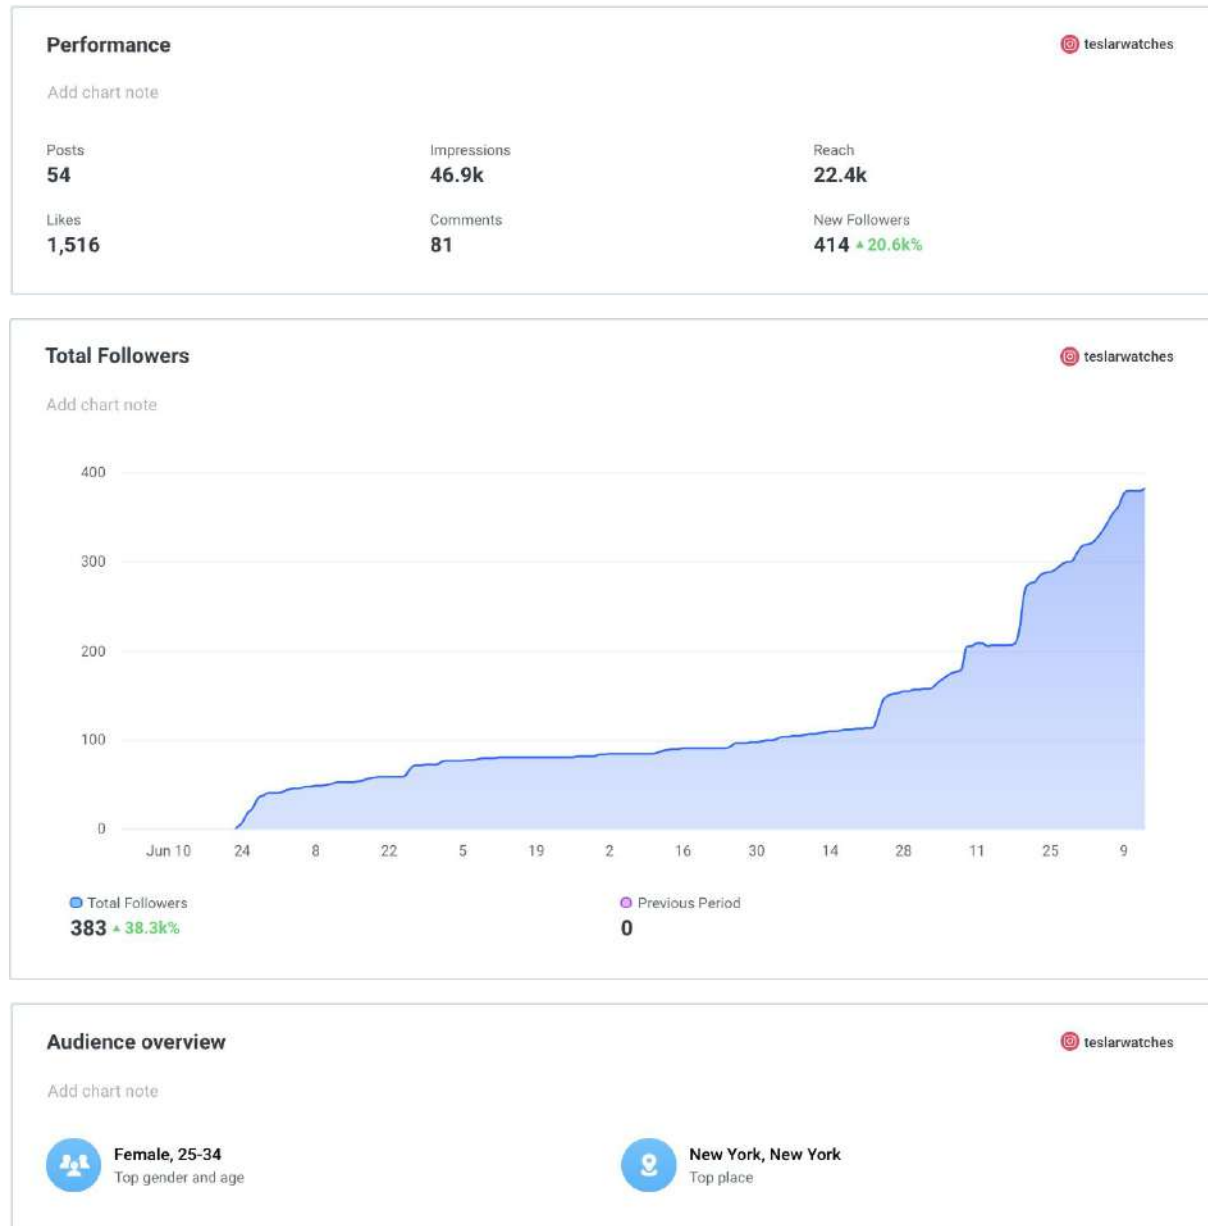 Performance
teslarwatches
Add chart note
Posts Impressions Reach
54 46.9k 22.4k
Likes Comments New Followers
1,516 81 414 ▲ 20.6k%
Total Followers
teslarwatches
Add chart note
400
300
200
100
0
Jun 10 24 8 22 5 19 2 16 30 14 28 11 25 9
Total Followers Previous Period
383 ▲ 38.3k% 0
Audience overview
teslarwatches
Add chart note
Female, 25-34 New York, New York
Top gender and age Top place